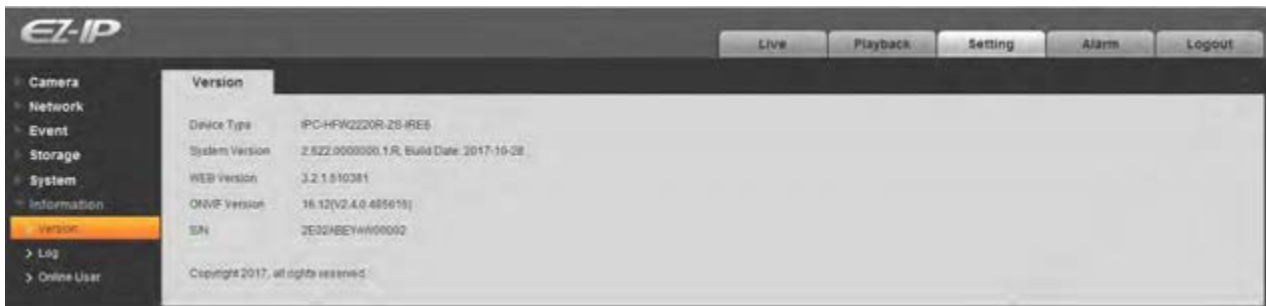 EZ-IP
Live Playback Setting Alarm Logout
Camera
Network
Event
Storage
System
Information
Version
> Log
> Online User
Version
Device Type IPC-HFW2220R-ZS-IRE6
System Version 2.622.0000000.1.R, Build Date: 2017-10-28
WEB Version 3.2.1.510381
ONVIF Version 16.12(V2.4.0.485616)
S/N
Copyright 2017, all rights reserved.